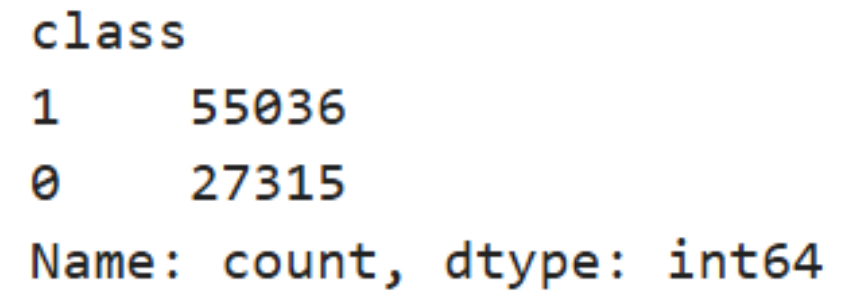 class
1    55036
0    27315
Name: count, dtype: int64